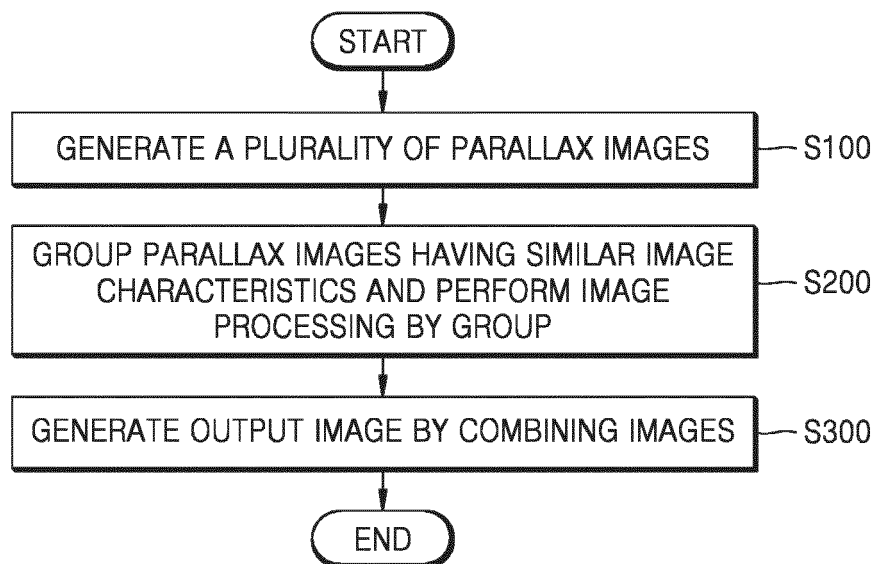 START
GENERATE A PLURALITY OF PARALLAX IMAGES
S100
GROUP PARALLAX IMAGES HAVING SIMILAR IMAGE
CHARACTERISTICS AND PERFORM IMAGE
PROCESSING BY GROUP
S200
GENERATE OUTPUT IMAGE BY COMBINING IMAGES
S300
END